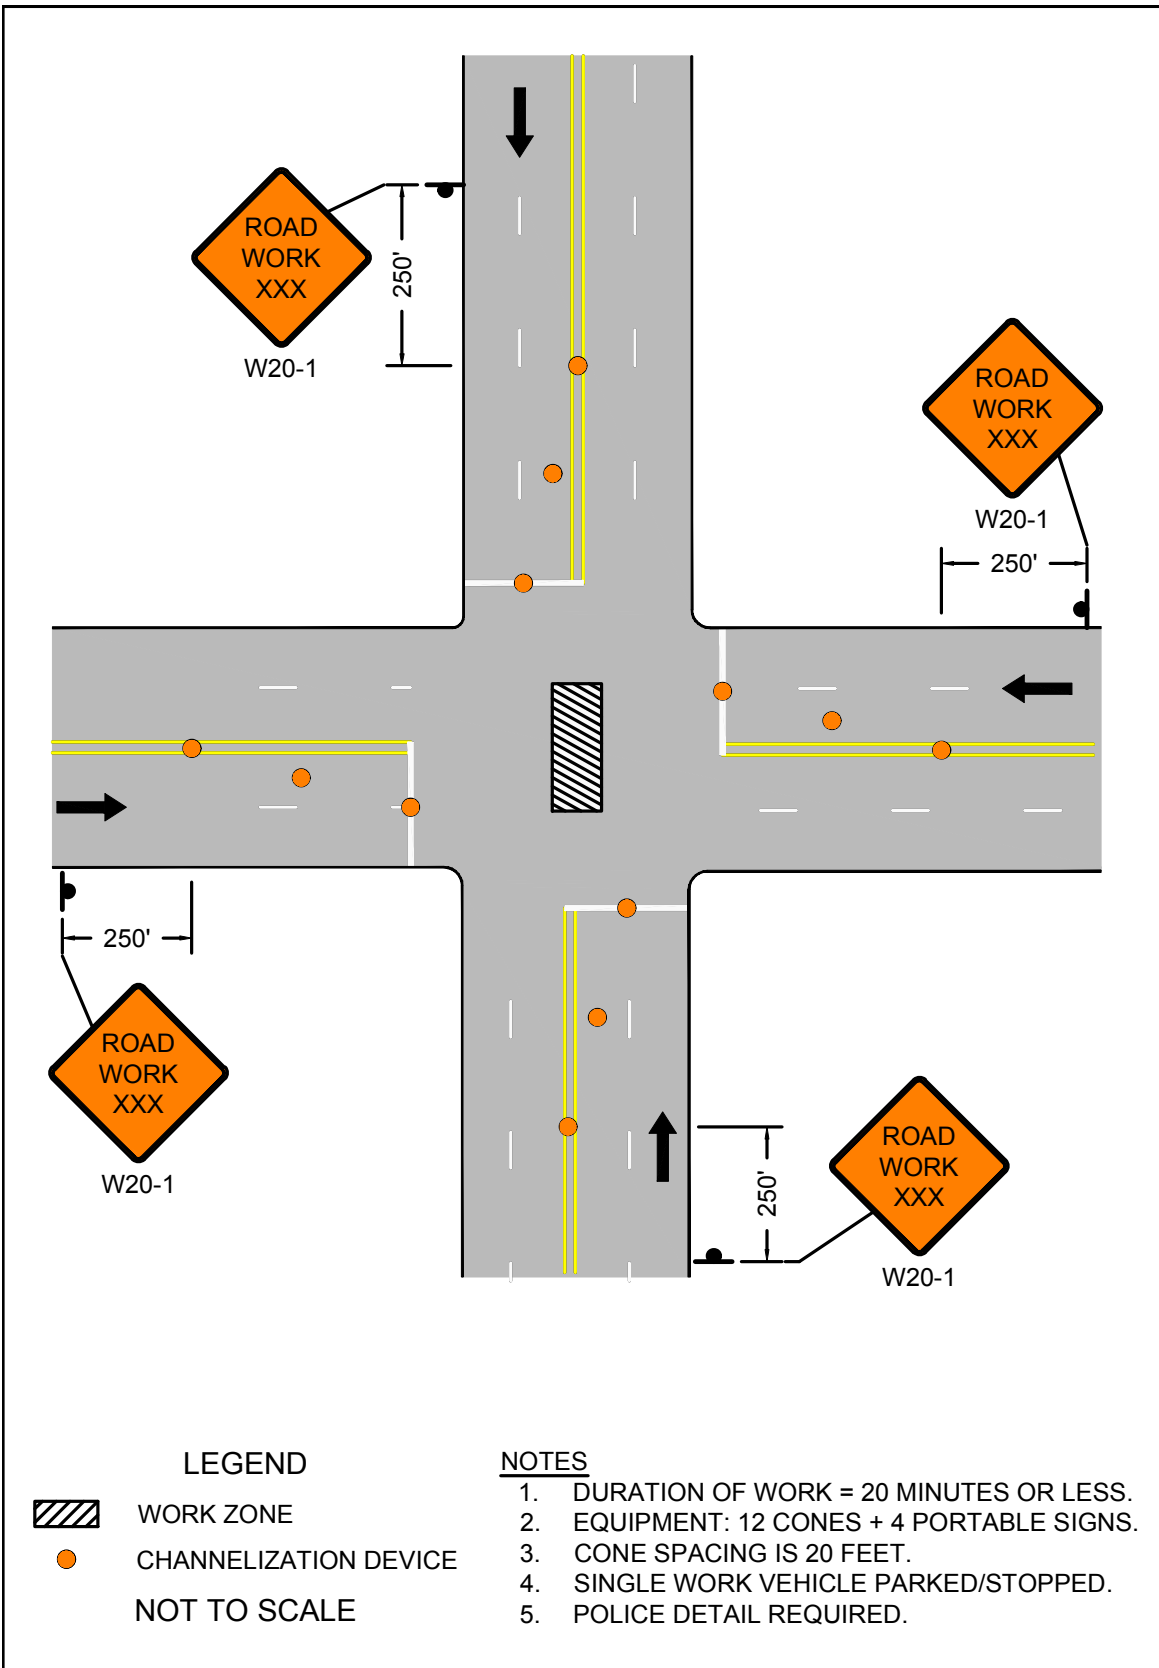 ROAD
WORK
XXX
W20-1
250'
ROAD
WORK
XXX
W20-1
250'
250'
ROAD
WORK
XXX
W20-1
250'
ROAD
WORK
XXX
W20-1
LEGEND
WORK ZONE
CHANNELIZATION DEVICE
NOT TO SCALE
NOTES
1. DURATION OF WORK = 20 MINUTES OR LESS.
2. EQUIPMENT: 12 CONES + 4 PORTABLE SIGNS.
3. CONE SPACING IS 20 FEET.
4. SINGLE WORK VEHICLE PARKED/STOPPED.
5. POLICE DETAIL REQUIRED.